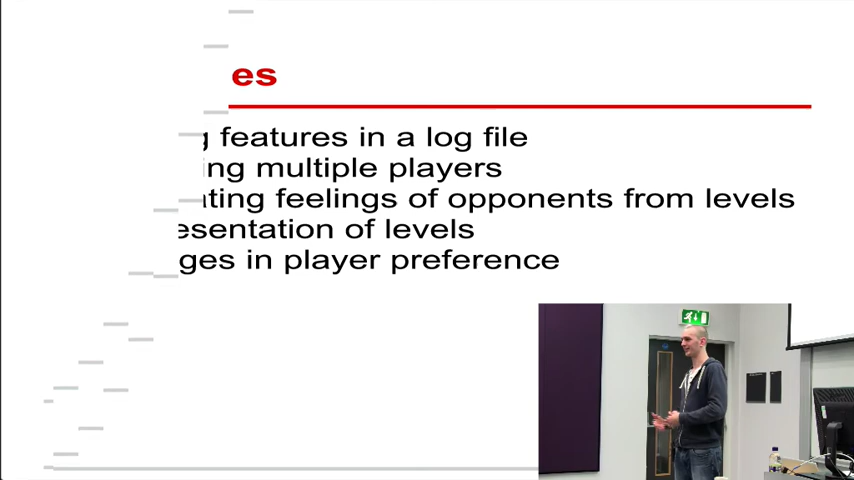 es
g features in a log file
ing multiple players
ating feelings of opponents from levels
esentation of levels
ges in player preference